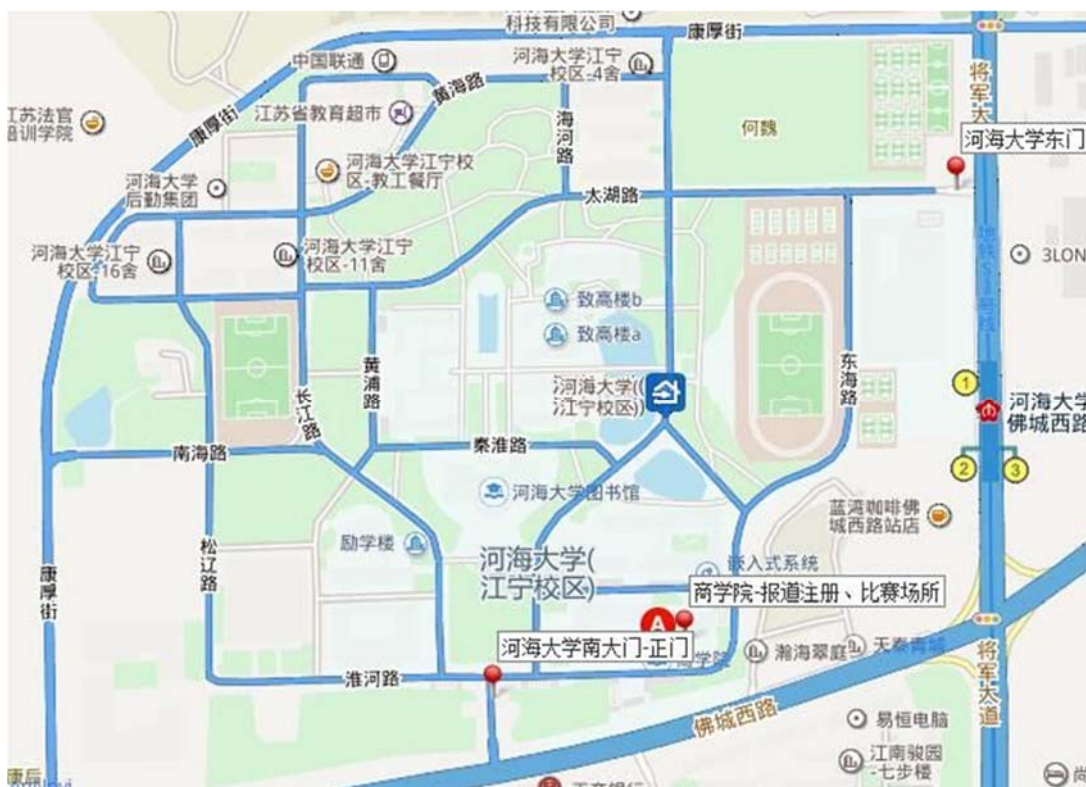 科技有限公司
康厚街
将军大
中国联通
河海大学江宁
校区-4舍
黄海路
江苏省教育超市
江苏法官
培训学院
康厚街
海河路
何魏
河海大学东门
河海大学江宁校
区-教工餐厅
河海大学
后勤集团
太湖路
河海大学江宁
校区-16舍
河海大学江宁
校区-11舍
3LON
致高楼b
致高楼a
黄浦路
东海路
河海大学((
江宁校区))
1
河海大学
佛城西路
长江路
南海路
秦淮路
2
3
河海大学图书馆
蓝湾咖啡佛
城西路站店
励学楼
松辽路
康厚街
河海大学(
江宁校区)
嵌入式系统
商学院-报道注册、比赛场所
A
河海大学南大门-正门
商学院
瀚海翠庭
天泰青城
将军大道
淮河路
佛城西路
易恒电脑
江南骏园
-七步楼
康后
尚